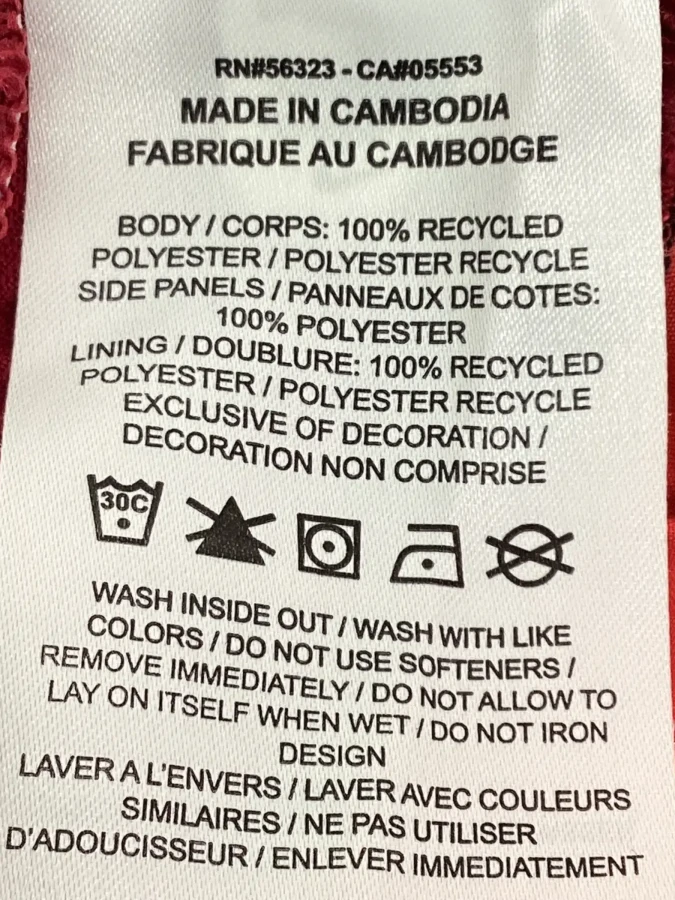 RN#56323 - CA#05553
MADE IN CAMBODIA
FABRIQUE AU CAMBODGE
BODY / CORPS: 100% RECYCLED
POLYESTER / POLYESTER RECYCLE
SIDE PANELS / PANNEAUX DE COTES:
100% POLYESTER
LINING / DOUBLURE: 100% RECYCLED
POLYESTER / POLYESTER RECYCLE
EXCLUSIVE OF DECORATION /
DECORATION NON COMPRISE
30C
WASH INSIDE OUT / WASH WITH LIKE
COLORS / DO NOT USE SOFTENERS /
REMOVE IMMEDIATELY / DO NOT ALLOW TO
LAY ON ITSELF WHEN WET / DO NOT IRON
DESIGN
LAVER A L'ENVERS / LAVER AVEC COULEURS
SIMILAIRES / NE PAS UTILISER
D'ADOUCISSEUR / ENLEVER IMMEDIATEMENT